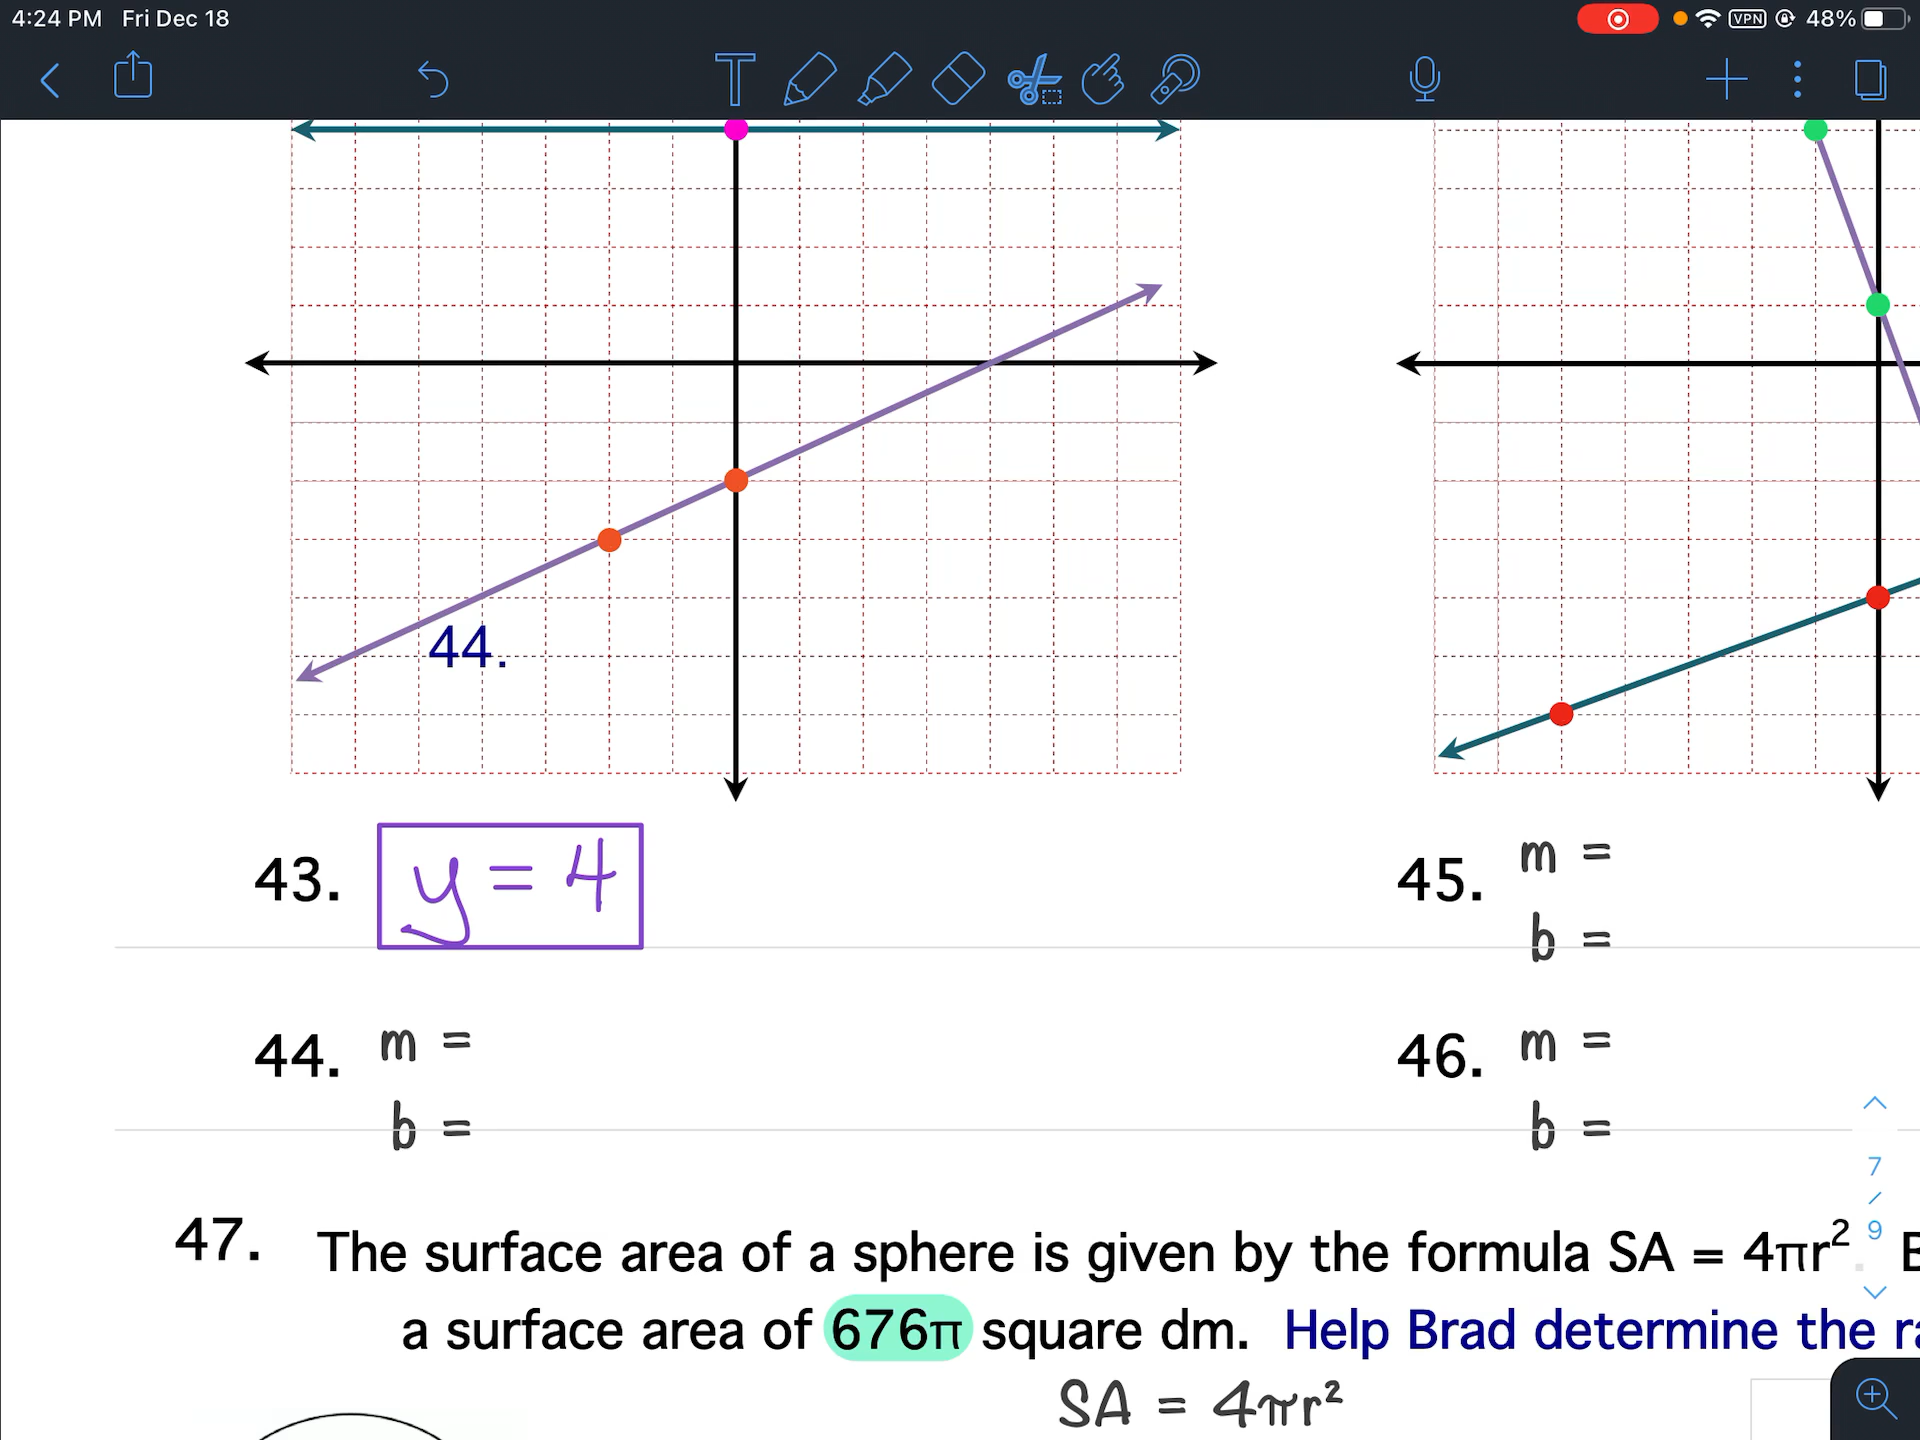 4:24 PM Fri Dec 18
VPN 48%
44.
43. y = 4
45. m =
b =
44. m =
b =
46. m =
b =
7
/
9
47. The surface area of a sphere is given by the formula SA = 4πr².
a surface area of 676π square dm. Help Brad determine the
SA = 4πr²